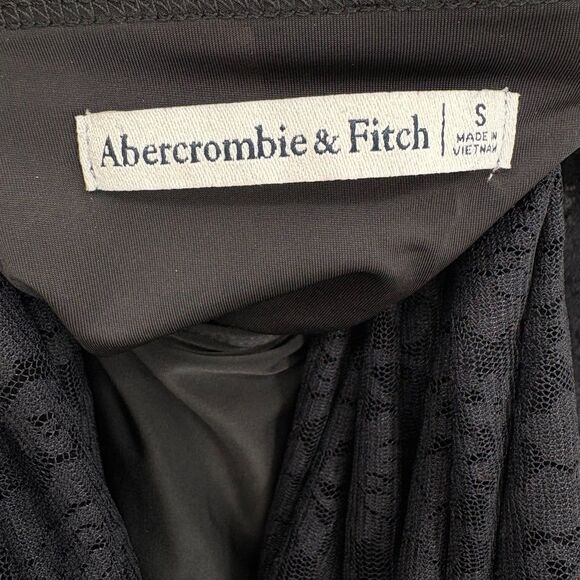 Abercrombie & Fitch
S
MADE IN
VIETNAM